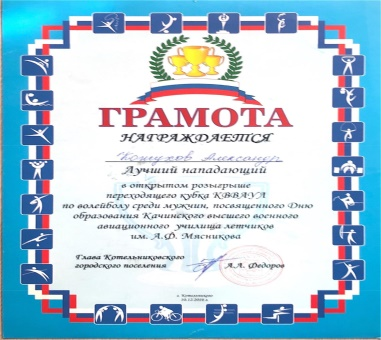 ГРАМОТА
НАГРАЖДАЕТСЯ
Александр
Лучший нападающий
в открытом розыгрыше
переходящего кубка КВВАУЛ
по волейболу среди мужчин, посвященного Дню
образования Качинского высшего военного
авиационного училища летчиков
им. А.Ф. Мясникова
Глава Котельниковского
городского поселения А.Л. Федоров